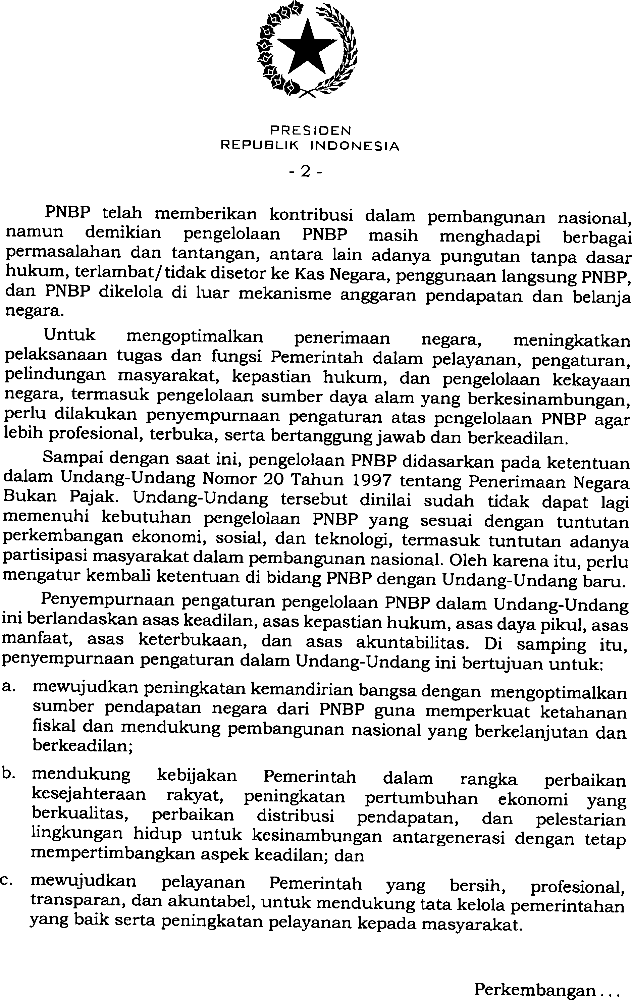 PRESIDEN
REPUBLIK INDONESIA
- 2 -
PNBP telah memberikan kontribusi dalam pembangunan nasional,
namun demikian pengelolaan PNBP masih menghadapi berbagai
permasalahan dan tantangan, antara lain adanya pungutan tanpa dasar
hukum, terlambat/tidak disetor ke Kas Negara, penggunaan langsung PNBP,
dan PNBP dikelola di luar mekanisme anggaran pendapatan dan belanja
negara.
Untuk mengoptimalkan penerimaan negara, meningkatkan
pelaksanaan tugas dan fungsi Pemerintah dalam pelayanan, pengaturan,
pelindungan masyarakat, kepastian hukum, dan pengelolaan kekayaan
negara, termasuk pengelolaan sumber daya alam yang berkesinambungan,
perlu dilakukan penyempurnaan pengaturan atas pengelolaan PNBP agar
lebih profesional, terbuka, serta bertanggung jawab dan berkeadilan.
Sampai dengan saat ini, pengelolaan PNBP didasarkan pada ketentuan
dalam Undang-Undang Nomor 20 Tahun 1997 tentang Penerimaan Negara
Bukan Pajak. Undang-Undang tersebut dinilai sudah tidak dapat lagi
memenuhi kebutuhan pengelolaan PNBP yang sesuai dengan tuntutan
perkembangan ekonomi, sosial, dan teknologi, termasuk tuntutan adanya
partisipasi masyarakat dalam pembangunan nasional. Oleh karena itu, perlu
mengatur kembali ketentuan di bidang PNBP dengan Undang-Undang baru.
Penyempurnaan pengaturan pengelolaan PNBP dalam Undang-Undang
ini berlandaskan asas keadilan, asas kepastian hukum, asas daya pikul, asas
manfaat, asas keterbukaan, dan asas akuntabilitas. Di samping itu,
penyempurnaan pengaturan dalam Undang-Undang ini bertujuan untuk:
a. mewujudkan peningkatan kemandirian bangsa dengan mengoptimalkan
sumber pendapatan negara dari PNBP guna memperkuat ketahanan
fiskal dan mendukung pembangunan nasional yang berkelanjutan dan
berkeadilan;
b. mendukung kebijakan Pemerintah dalam rangka perbaikan
kesejahteraan rakyat, peningkatan pertumbuhan ekonomi yang
berkualitas, perbaikan distribusi pendapatan, dan pelestarian
lingkungan hidup untuk kesinambungan antargenerasi dengan tetap
mempertimbangkan aspek keadilan; dan
c. mewujudkan pelayanan Pemerintah yang bersih, profesional,
transparan, dan akuntabel, untuk mendukung tata kelola pemerintahan
yang baik serta peningkatan pelayanan kepada masyarakat.
Perkembangan . . .